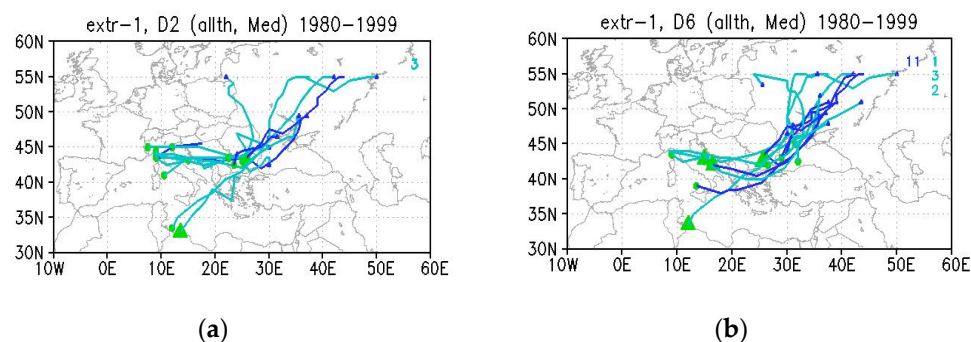 extr-1, D2 (allth, Med) 1980-1999
60N
55N
50N
45N
40N
35N
30N
10W 0E 10E 20E 30E 40E 50E 60E
3
(a)
extr-1, D6 (allth, Med) 1980-1999
60N
55N
50N
45N
40N
35N
30N
10W 0E 10E 20E 30E 40E 50E 60E
11 1
3
2
(b)